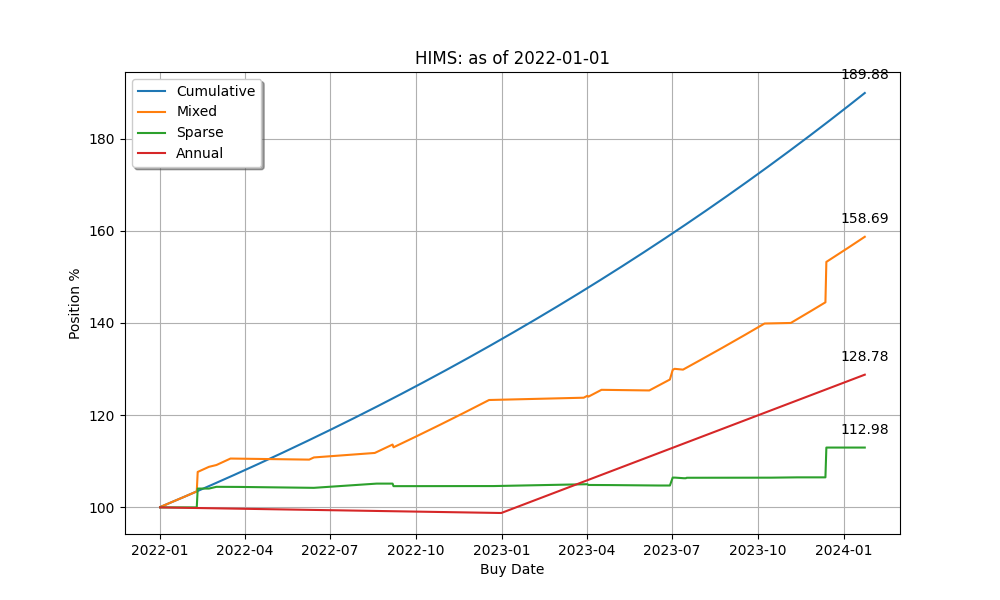 HIMS: as of 2022-01-01
Cumulative
Mixed
Sparse
Annual
189.88
158.69
128.78
112.98
Position %
180
160
140
120
100
2022-01 2022-04 2022-07 2022-10 2023-01 2023-04 2023-07 2023-10 2024-01
Buy Date